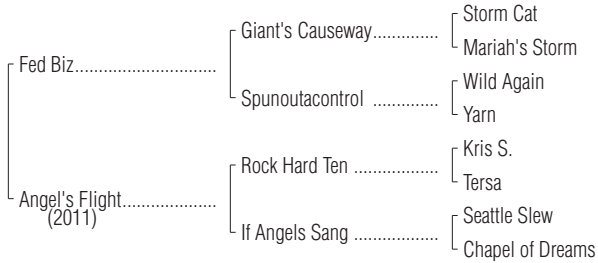 Storm Cat
Giant's Causeway..............
Mariah's Storm
Fed Biz..............................
Wild Again
Spunoutacontrol ..............
Yarn
Kris S.
Rock Hard Ten ..................
Tersa
Angel's Flight....................
(2011)
Seattle Slew
If Angels Sang ..................
Chapel of Dreams